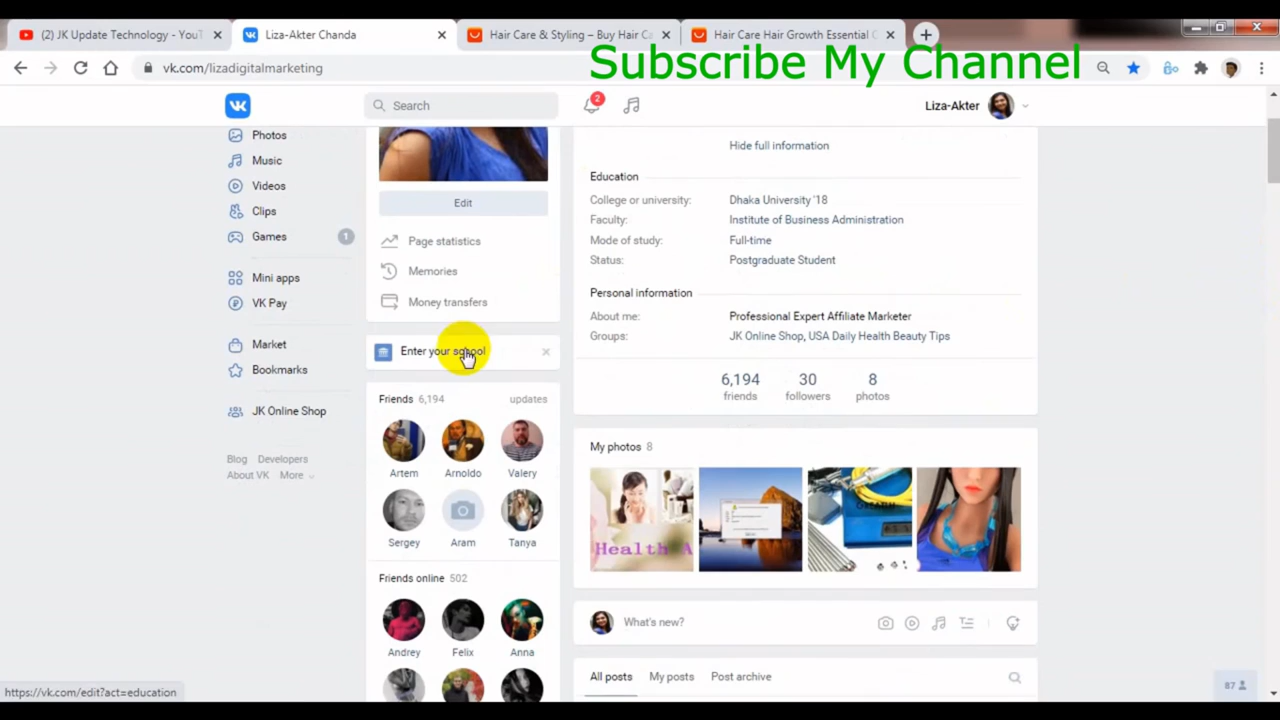 (2) JK Update Technology - YouT
Liza-Akter Chanda
Hair Care & Styling – Buy Hair Ca
Hair Care Hair Growth Essential O
Subscribe My Channel
vk.com/lizadigitalmarketing
Search
2
Liza-Akter
Photos
Music
Videos
Clips
Games
1
Mini apps
VK Pay
Market
Bookmarks
JK Online Shop
Blog Developers
About VK More
Edit
Page statistics
Memories
Money transfers
Enter your school
Friends 6,194
updates
Artem
Arnoldo
Valery
Sergey
Aram
Tanya
Friends online 502
Andrey
Felix
Anna
Hide full information
Education
College or university: Dhaka University '18
Faculty: Institute of Business Administration
Mode of study: Full-time
Status: Postgraduate Student
Personal information
About me: Professional Expert Affiliate Marketer
Groups: JK Online Shop, USA Daily Health Beauty Tips
6,194 30 8
friends followers photos
My photos 8
Health A
What's new?
All posts My posts Post archive
87
https://vk.com/edit?act=education